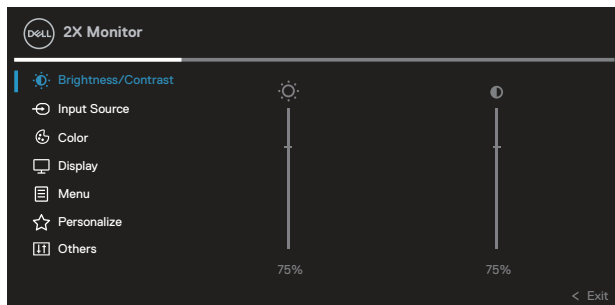 DELL
2X Monitor
Brightness/Contrast
Input Source
Color
Display
Menu
Personalize
Others
75%
75%
< Exit